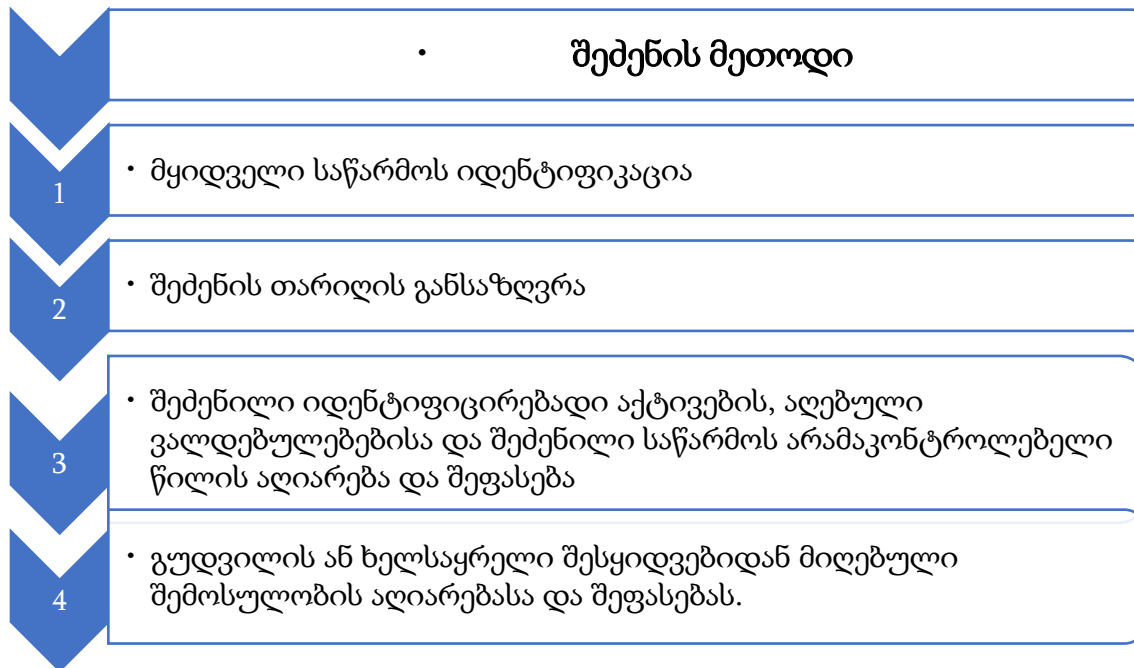 • შეძენის მეთოდი
1
• მყიდველი საწარმოს იდენტიფიკაცია
2
• შეძენის თარიღის განსაზღვრა
3
• შეძენილი იდენტიფიცირებადი აქტივების, აღებული
ვალდებულებებისა და შეძენილი საწარმოს არამაკონტროლებელი
წილის აღიარება და შეფასება
4
• გუდვილის ან ხელსაყრელი შესყიდვებიდან მიღებული
შემოსულობის აღიარებასა და შეფასებას.